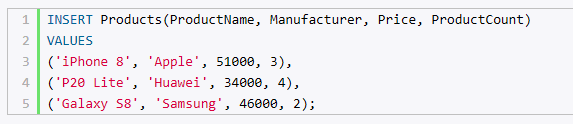 1 INSERT Products(ProductName, Manufacturer, Price, ProductCount)
2 VALUES
3 ('iPhone 8', 'Apple', 51000, 3),
4 ('P20 Lite', 'Huawei', 34000, 4),
5 ('Galaxy S8', 'Samsung', 46000, 2);